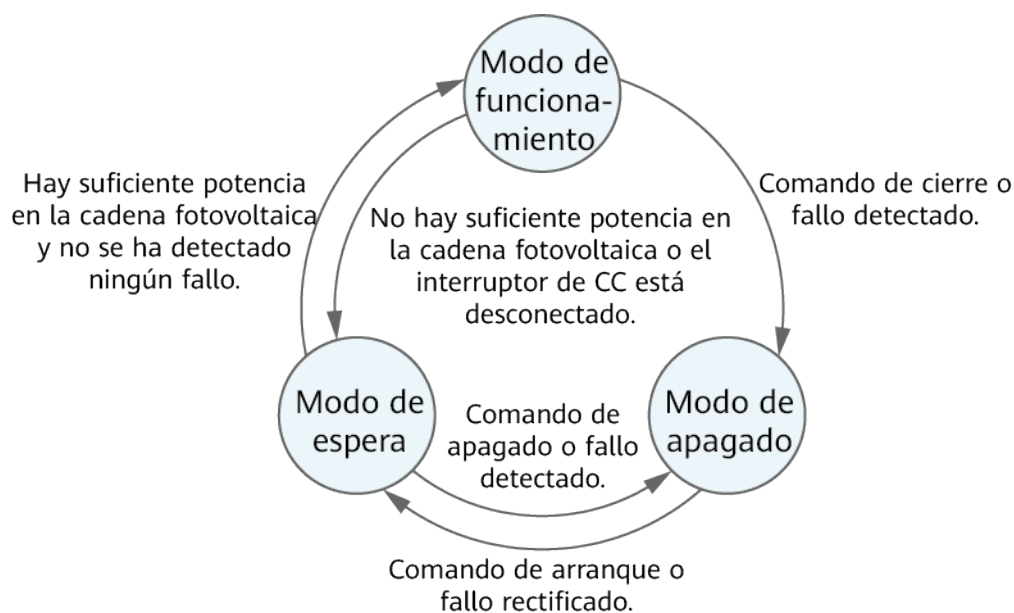 Modo de
funciona-
miento
Hay suficiente potencia
en la cadena fotovoltaica
y no se ha detectado
ningún fallo.
No hay suficiente potencia en
la cadena fotovoltaica o el
interruptor de CC está
desconectado.
Comando de cierre o
fallo detectado.
Modo de
espera
Comando de
apagado o fallo
detectado.
Modo de
apagado
Comando de arranque o
fallo rectificado.